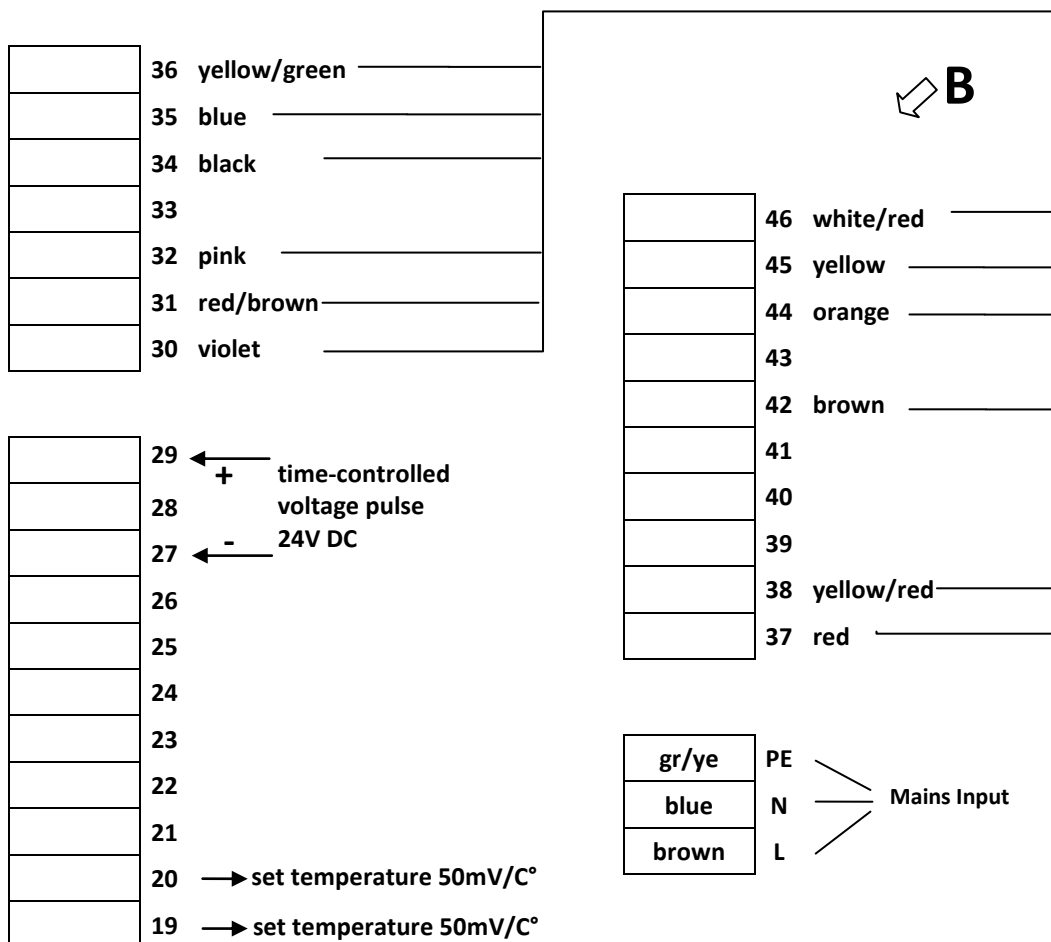 36 yellow/green
35 blue
34 black
33
32 pink
31 red/brown
30 violet
29
+
28
27
-
time-controlled
voltage pulse
24V DC
26
25
24
23
22
21
20 set temperature 50mV/C°
19 set temperature 50mV/C°
B
46 white/red
45 yellow
44 orange
43
42 brown
41
40
39
38 yellow/red
37 red
gr/ye PE
blue N
brown L
Mains Input